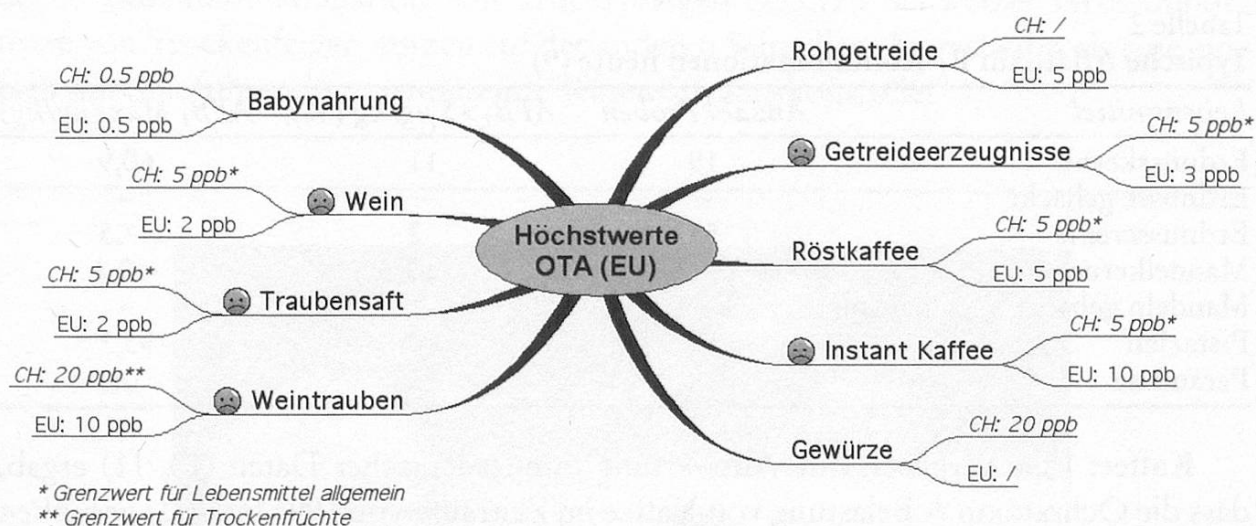 CH: 0.5 ppb
Babynahrung
EU: 0.5 ppb
CH: 5 ppb*
Wein
EU: 2 ppb
CH: 5 ppb*
Traubensaft
EU: 2 ppb
CH: 20 ppb**
Weintrauben
EU: 10 ppb
Höchstwerte
OTA (EU)
CH: /
Rohgetreide
EU: 5 ppb
CH: 5 ppb*
Getreideerzeugnisse
EU: 3 ppb
CH: 5 ppb*
Röstkaffee
EU: 5 ppb
CH: 5 ppb*
Instant Kaffee
EU: 10 ppb
CH: 20 ppb
Gewürze
EU: /
* Grenzwert für Lebensmittel allgemein
** Grenzwert für Trockenfrüchte